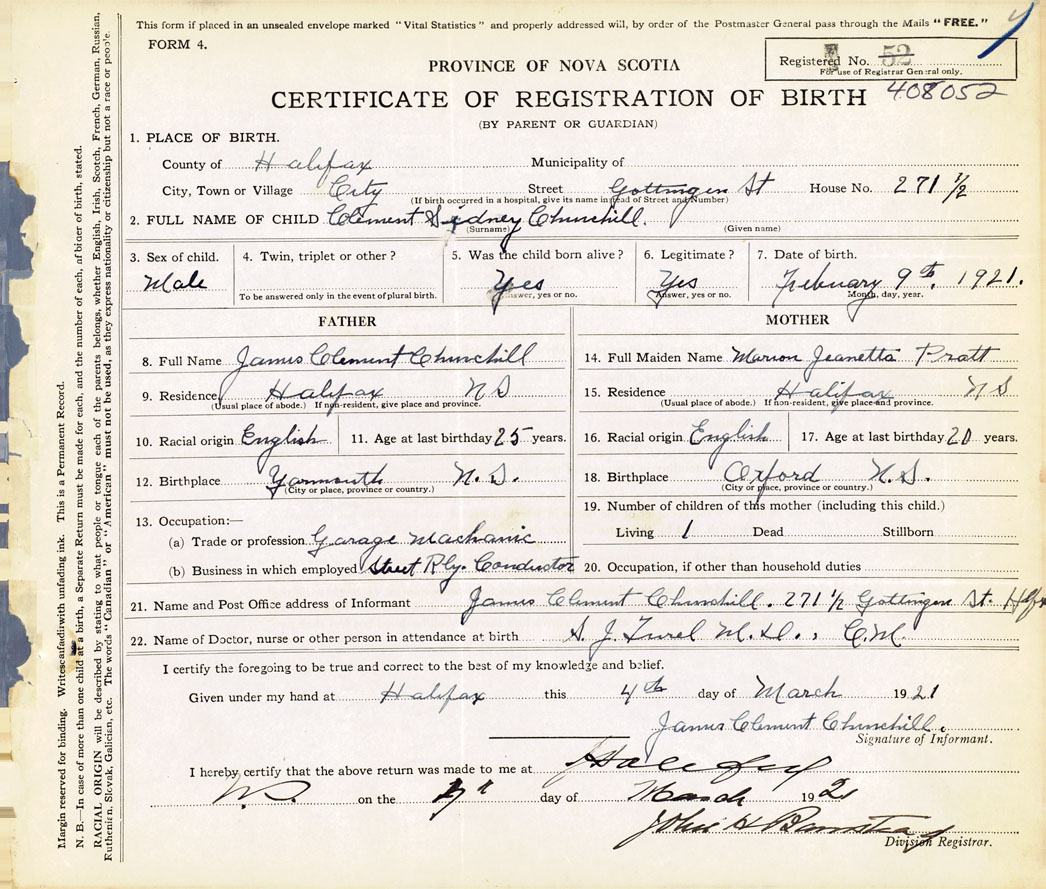 This form if placed in an unsealed envelope marked "Vital Statistics" and properly addressed will, by order of the Postmaster General pass through the Mails "FREE."
FORM 4.
Registered No. 52
For use of Registrar General only.
PROVINCE OF NOVA SCOTIA
CERTIFICATE OF REGISTRATION OF BIRTH 408052
(BY PARENT OR GUARDIAN)
1. PLACE OF BIRTH.
County of Halifax Municipality of
City, Town or Village City Street Gottingen St House No. 271 ½
(If birth occurred in a hospital, give its name instead of Street and Number)
2. FULL NAME OF CHILD Clement Sidney Churchill.
(Surname) (Given name)
3. Sex of child. 4. Twin, triplet or other? 5. Was the child born alive? 6. Legitimate? 7. Date of birth.
Male Yes Yes February 9th, 1921.
To be answered only in the event of plural birth. Answer, yes or no. Answer, yes or no. Month, day, year.
FATHER
8. Full Name James Clement Churchill
9. Residence Halifax NS
(Usual place of abode.) If non-resident, give place and province.
10. Racial origin English 11. Age at last birthday 25 years.
12. Birthplace Yarmouth N.S.
(City or place, province or country.)
13. Occupation:—
(a) Trade or profession Garage Machanic
(b) Business in which employed Street Rly. Conductor
MOTHER
14. Full Maiden Name Marion Jeanetta Pratt
15. Residence Halifax NS
(Usual place of abode.) If non-resident, give place and province.
16. Racial origin English 17. Age at last birthday 20 years.
18. Birthplace Oxford N.S.
(City or place, province or country.)
19. Number of children of this mother (including this child.)
Living 1 Dead Stillborn
20. Occupation, if other than household duties
21. Name and Post Office address of Informant James Clement Churchill. 271 ½ Gottingen St. Hlfx
22. Name of Doctor, nurse or other person in attendance at birth J. M.D., C.M.
I certify the foregoing to be true and correct to the best of my knowledge and belief.
Given under my hand at Halifax this 4th day of March 1921
James Clement Churchill.
Signature of Informant.
I hereby certify that the above return was made to me at Halifax
N.S. on the day of March 1921
John H
Division Registrar.
Margin reserved for binding. Write with unfading ink. This is a Permanent Record.
N. B.—In case of more than one child at a birth, a Separate Return must be made for each, and the number of each, in order of birth, stated.
RACIAL ORIGIN will be described by stating to what people or tongue each of the parents belongs, whether English, Irish, Scotch, French, German, Russian,
Ruthenien, Slovak, Galician, etc. The words "Canadian" or "American" must not be used, as they express nationality or citizenship but not a race or people.